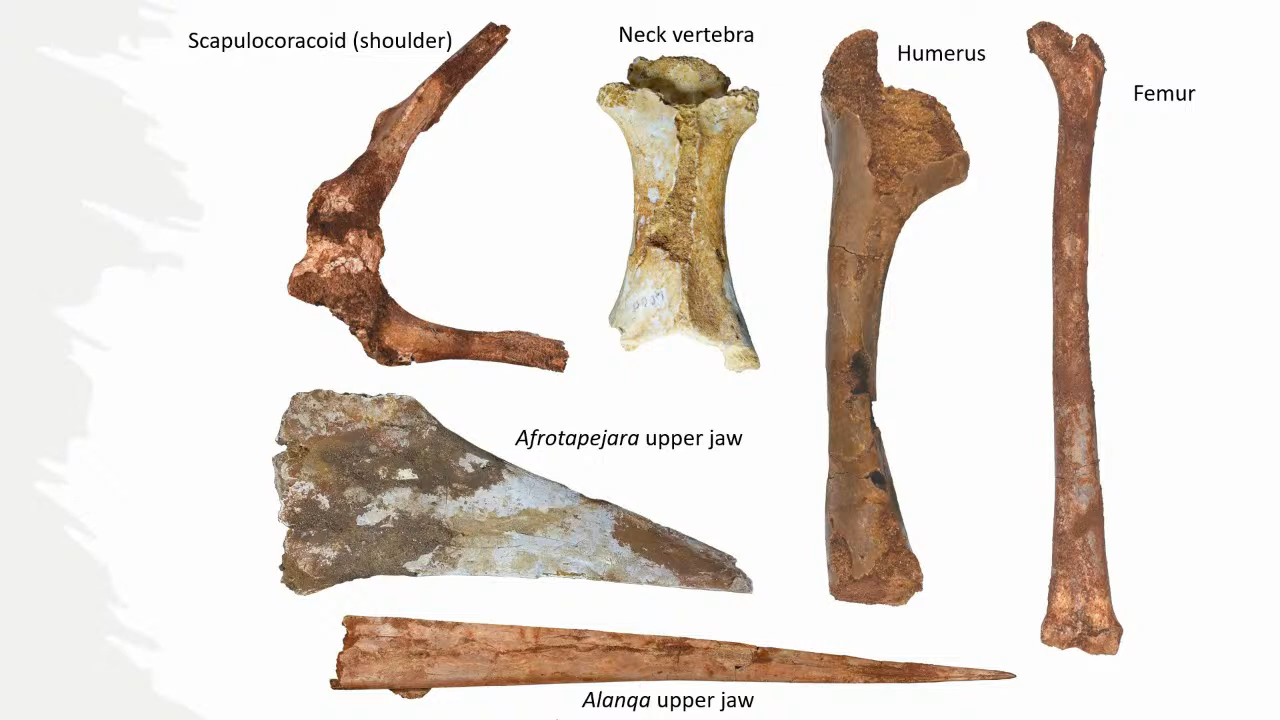 Scapulocoracoid (shoulder)
Neck vertebra
Humerus
Femur
Afrotapejara upper jaw
Alanqa upper jaw